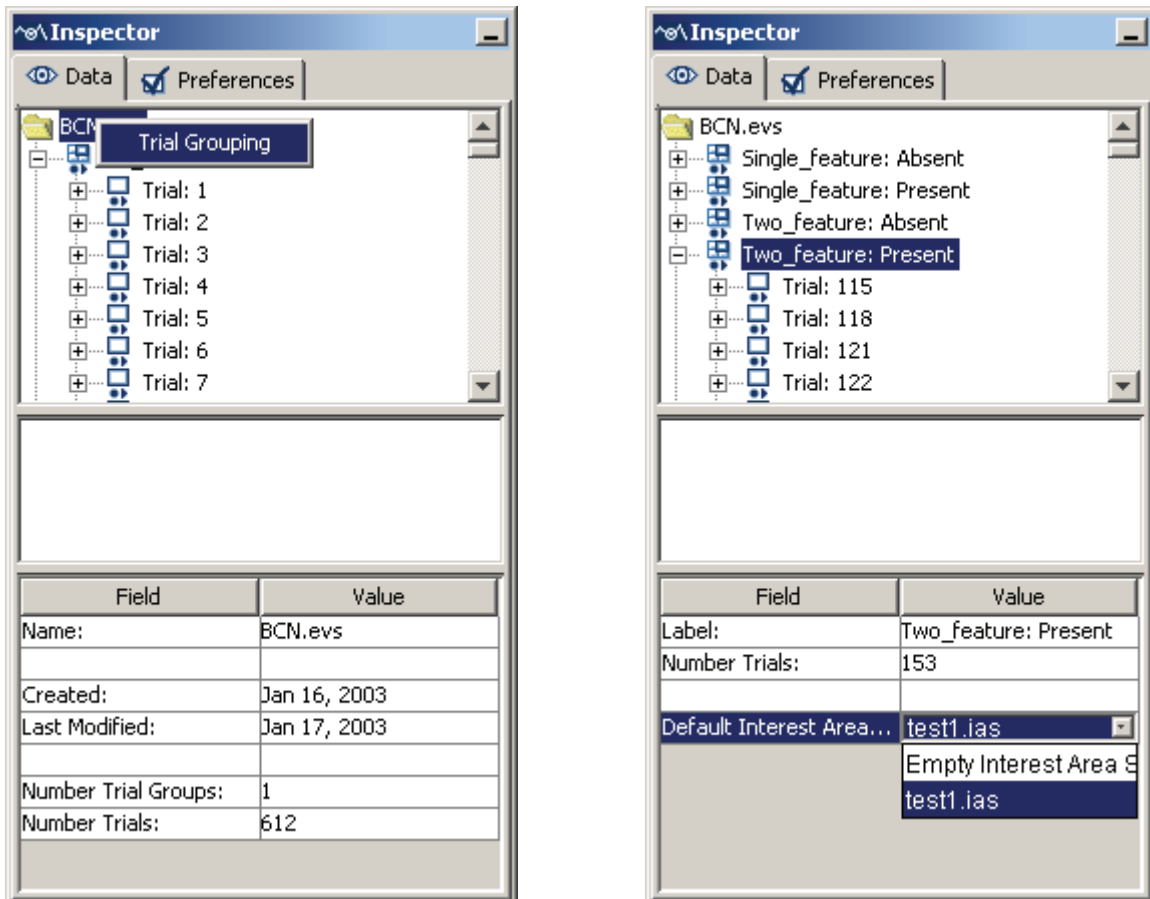 Inspector
Data
Preferences
BCN
Trial Grouping
Trial: 1
Trial: 2
Trial: 3
Trial: 4
Trial: 5
Trial: 6
Trial: 7
Field Value
Name: BCN.evs
Created: Jan 16, 2003
Last Modified: Jan 17, 2003
Number Trial Groups: 1
Number Trials: 612
Inspector
Data
Preferences
BCN.evs
Single_feature: Absent
Single_feature: Present
Two_feature: Absent
Two_feature: Present
Trial: 115
Trial: 118
Trial: 121
Trial: 122
Field Value
Label: Two_feature: Present
Number Trials: 153
Default Interest Area... test1.ias
Empty Interest Area S
test1.ias